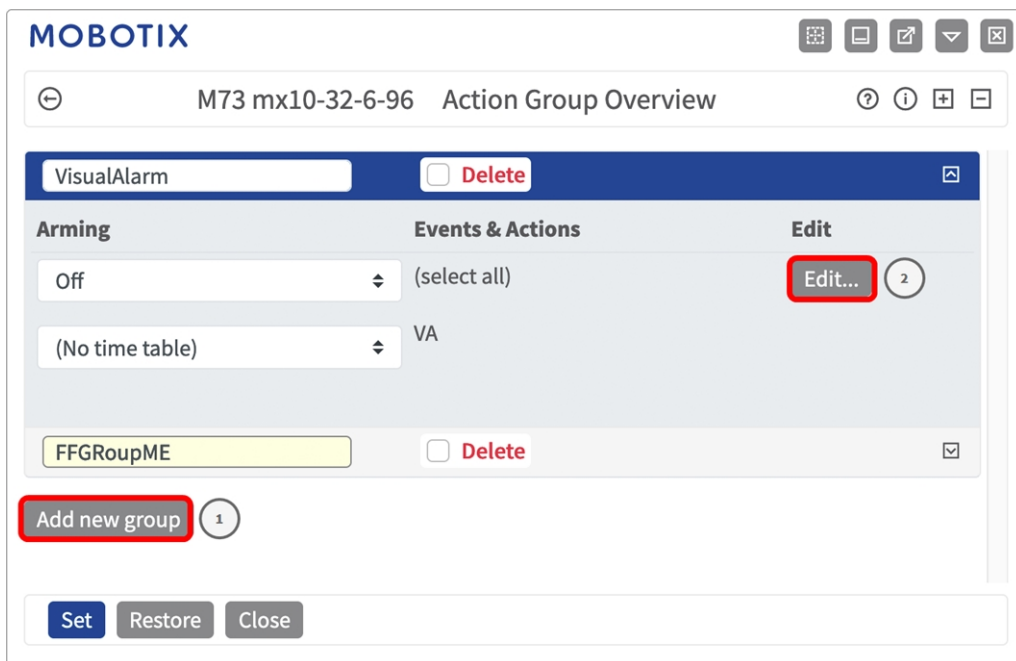 MOBOTIX
M73 mx10-32-6-96 Action Group Overview
VisualAlarm Delete
Arming Events & Actions Edit
Off (select all) Edit... 2
(No time table) VA
FFGRoupME Delete
Add new group 1
Set Restore Close